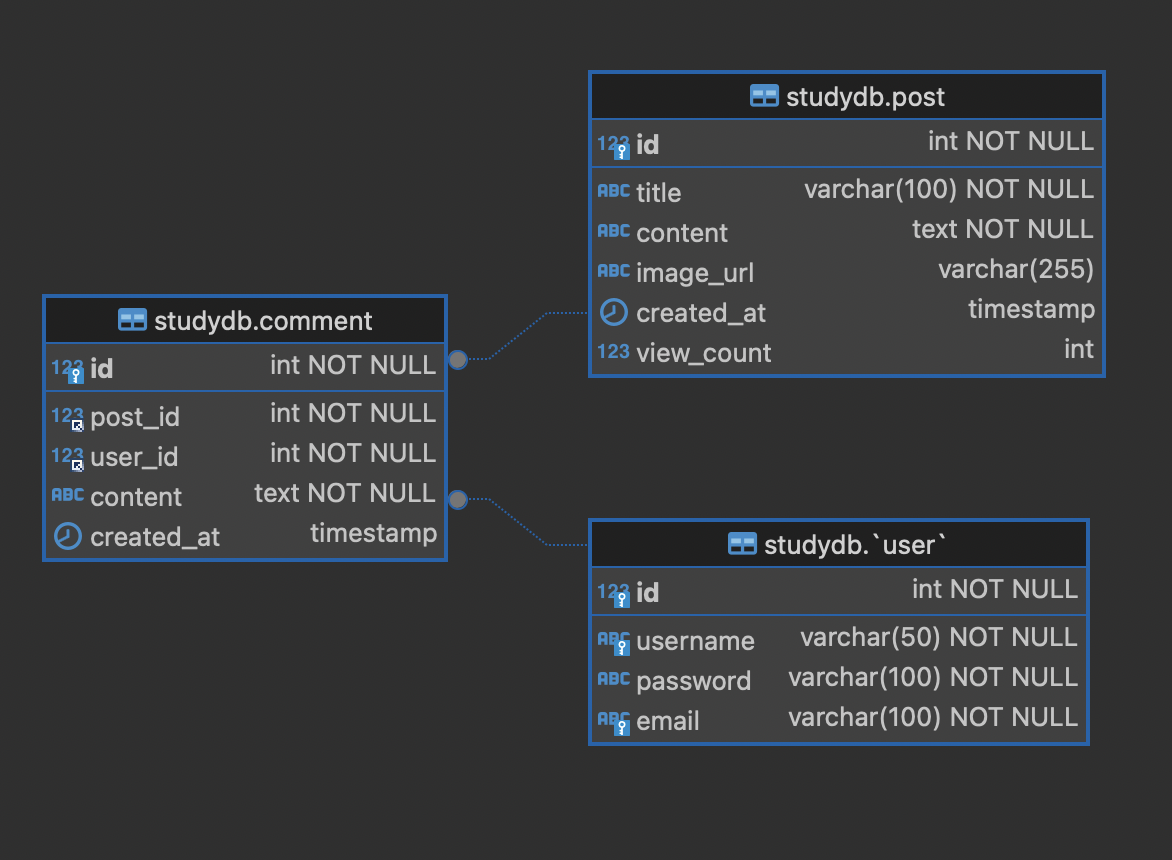 studydb.post
123 id int NOT NULL
ABC title varchar(100) NOT NULL
ABC content text NOT NULL
ABC image_url varchar(255)
created_at timestamp
123 view_count int
studydb.comment
123 id int NOT NULL
123 post_id int NOT NULL
123 user_id int NOT NULL
ABC content text NOT NULL
created_at timestamp
studydb.`user`
123 id int NOT NULL
ABC username varchar(50) NOT NULL
ABC password varchar(100) NOT NULL
ABC email varchar(100) NOT NULL